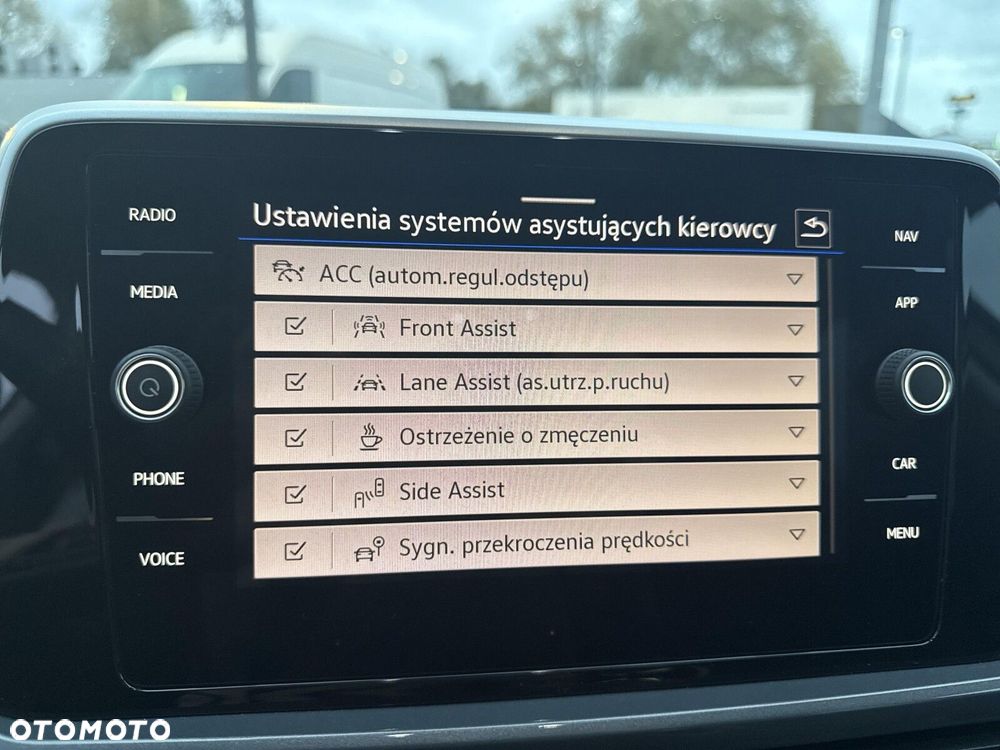 Ustawienia systemów asystujących kierowcy
RADIO
MEDIA
PHONE
VOICE
ACC (autom.regul.odstępu)
Front Assist
Lane Assist (as.utrz.p.ruchu)
Ostrzeżenie o zmęczeniu
Side Assist
Sygn. przekroczenia prędkości
NAV
APP
CAR
MENU
OTOMOTO